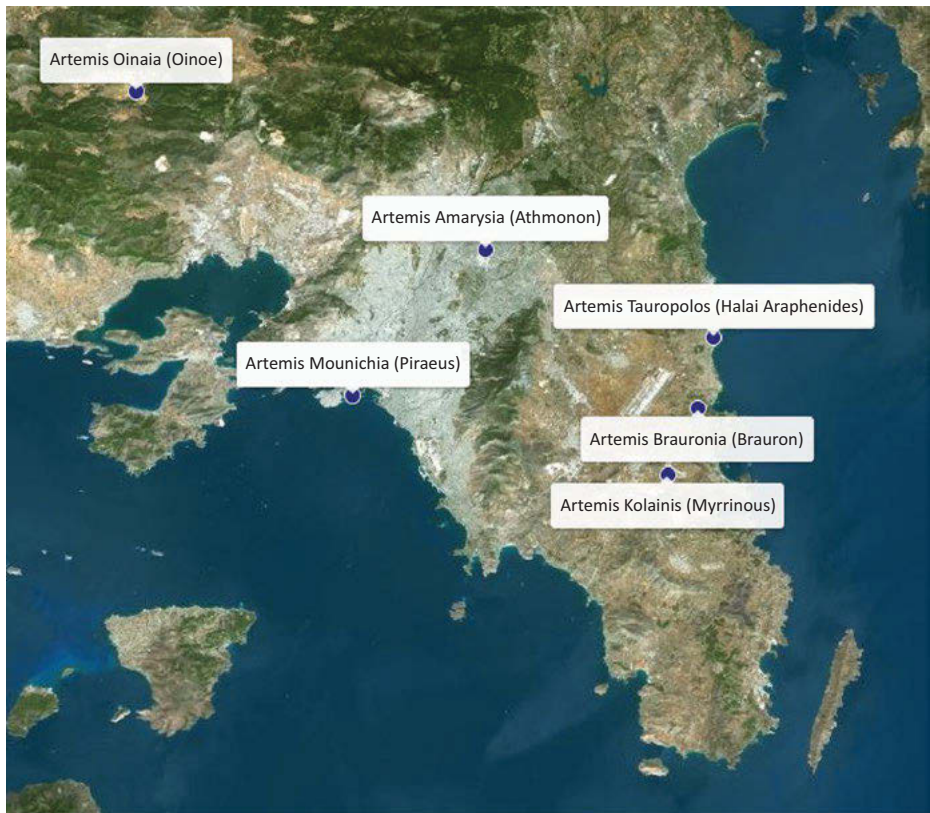 Artemis Oinaia (Oinoe)
Artemis Amarysia (Athmonon)
Artemis Tauropolos (Halai Araphenides)
Artemis Mounichia (Piraeus)
Artemis Brauronia (Brauron)
Artemis Kolainis (Myrrinous)